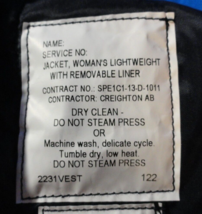 NAME:
SERVICE NO:
JACKET, WOMAN'S LIGHTWEIGHT
WITH REMOVABLE LINER
CONTRACT NO.: SPE1C1-13-D-1011
CONTRACTOR: CREIGHTON AB
DRY CLEAN -
DO NOT STEAM PRESS
OR
Machine wash, delicate cycle.
Tumble dry, low heat.
DO NOT STEAM PRESS
2231VEST 122